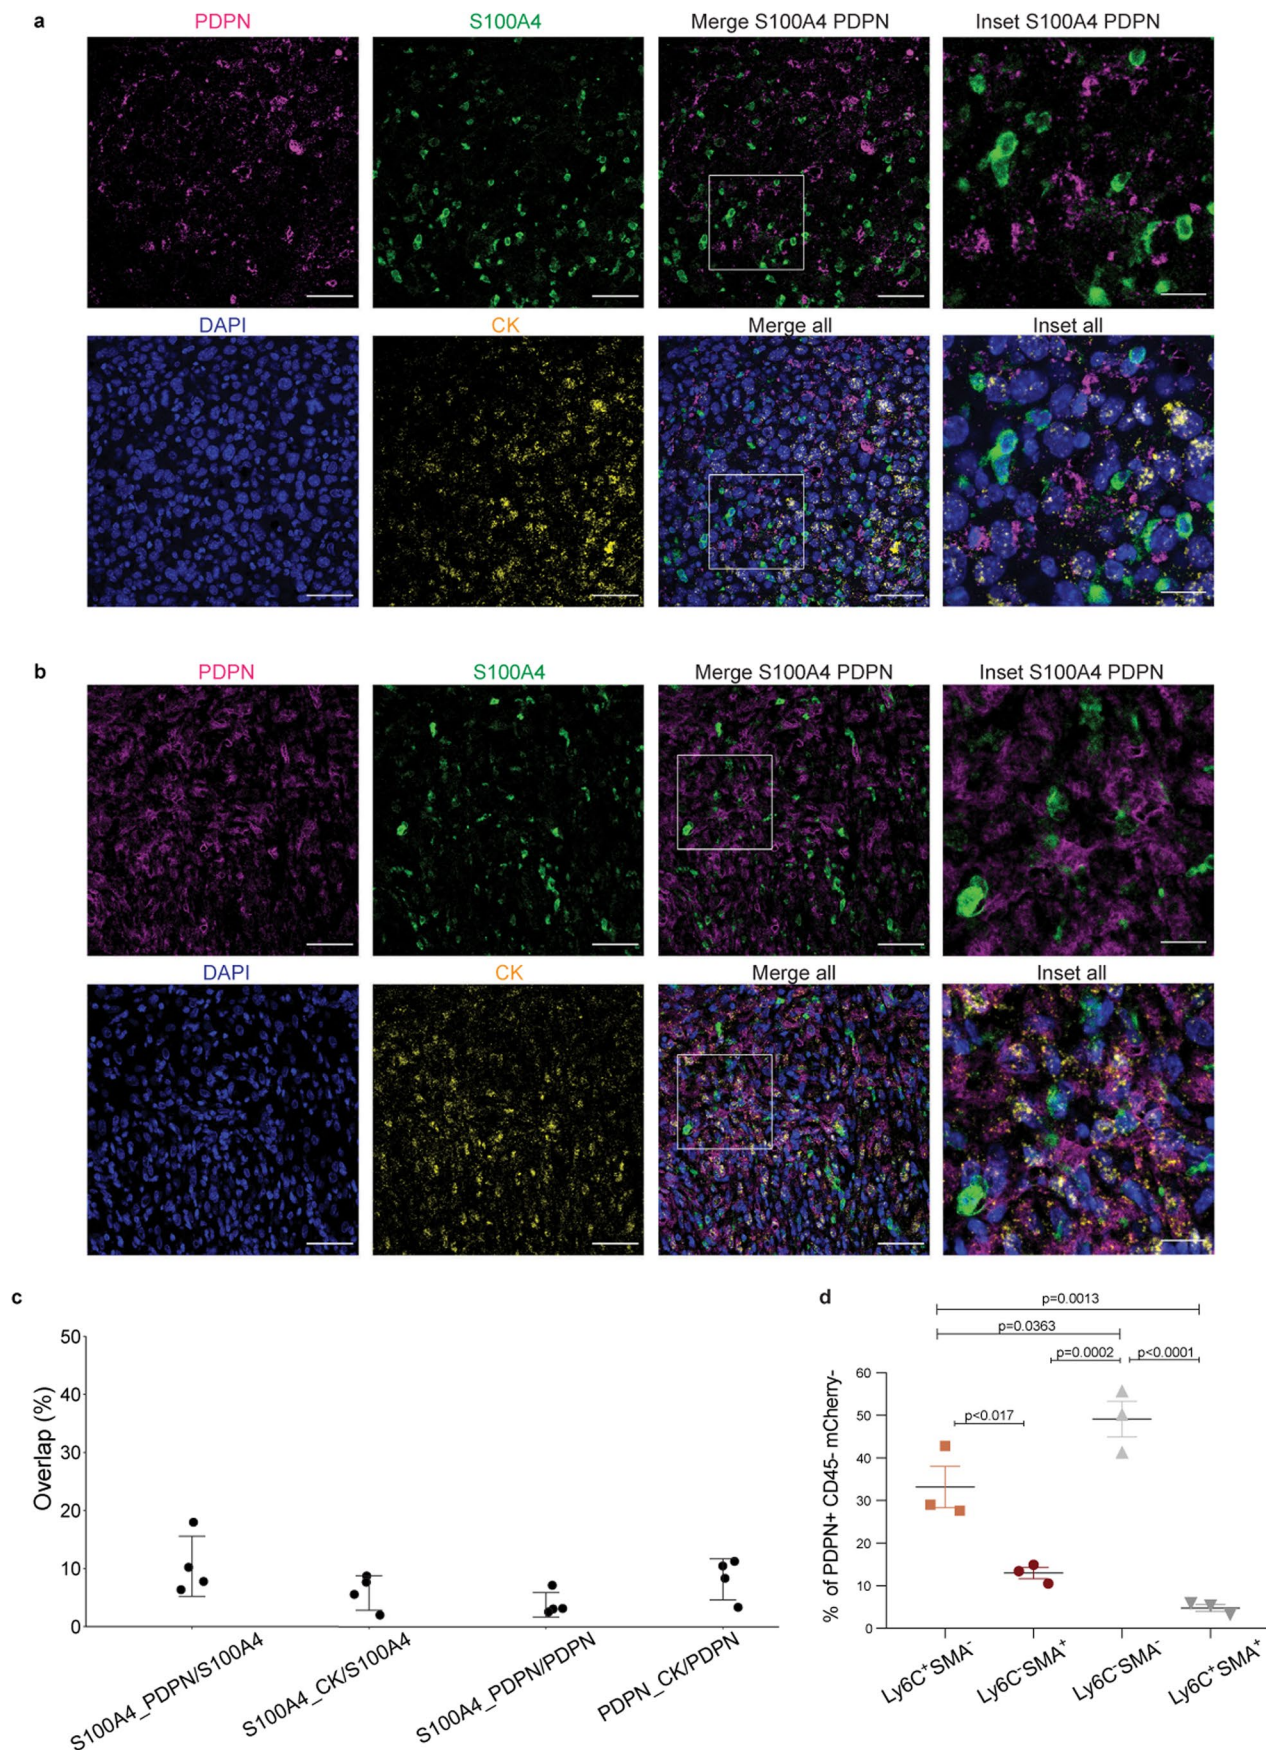 a
PDPN S100A4 Merge S100A4 PDPN Inset S100A4 PDPN
DAPI CK Merge all Inset all
b
PDPN S100A4 Merge S100A4 PDPN Inset S100A4 PDPN
DAPI CK Merge all Inset all
c
Overlap (%)
50
40
30
20
10
0
S100A4_PDPN/S100A4
S100A4_CK/S100A4
S100A4_PDPN/PDPN
PDPN_CK/PDPN
d
p=0.0013
p=0.0363
p=0.0002 p<0.0001
p<0.017
% of PDPN+ CD45- mCherry-
60
50
40
30
20
10
0
Ly6C⁺SMA⁻
Ly6C⁻SMA⁺
Ly6C⁻SMA⁻
Ly6C⁺SMA⁺